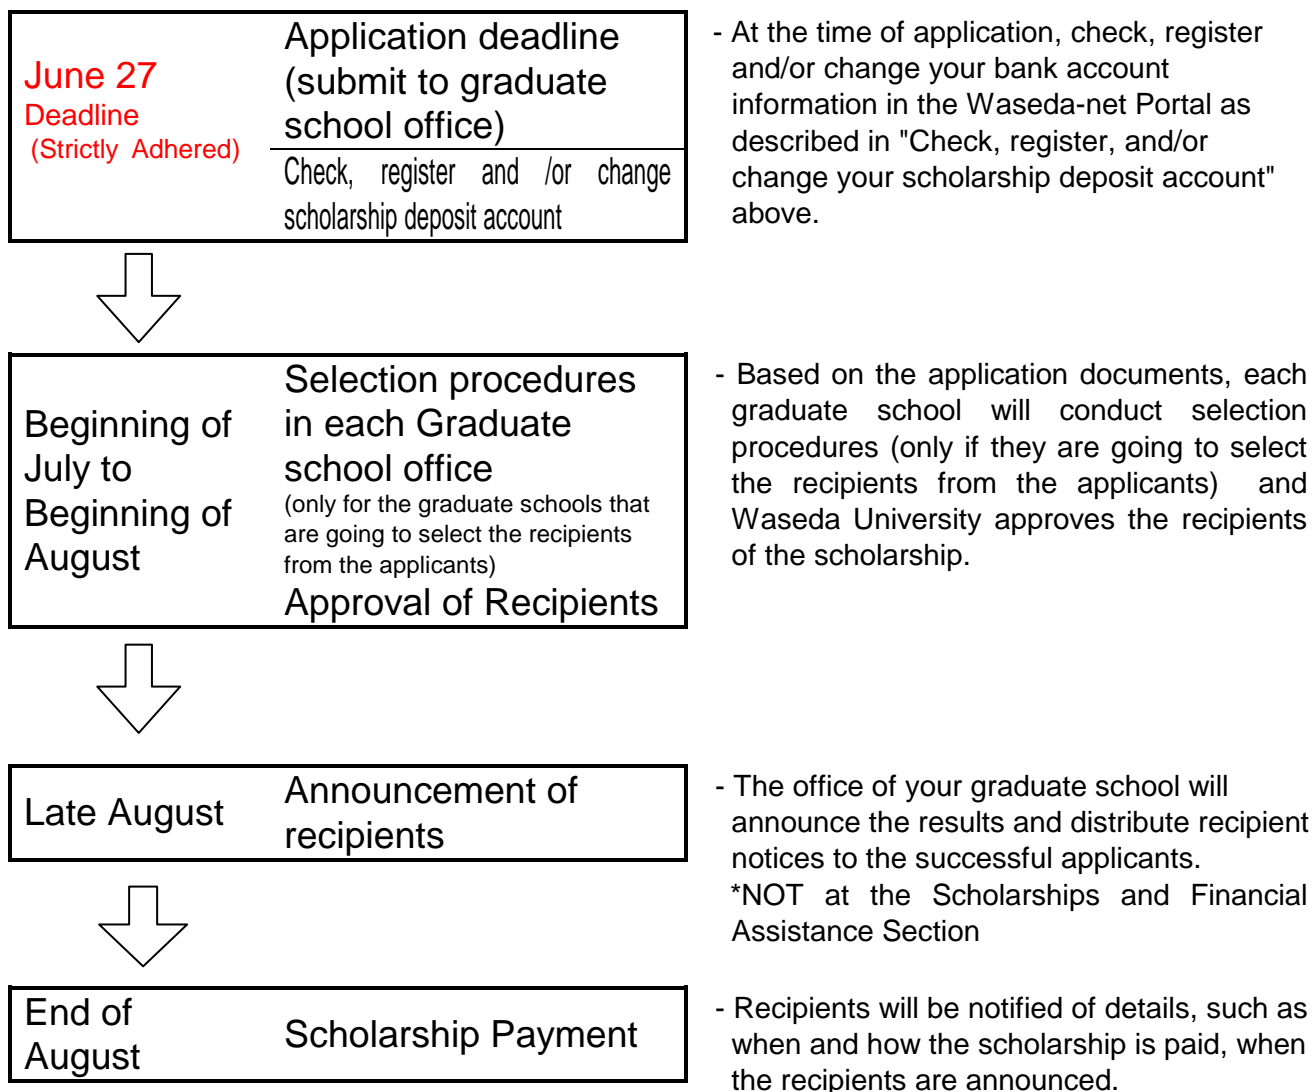 June 27
Deadline
(Strictly Adhered)
Application deadline
(submit to graduate
school office)
Check, register and /or change
scholarship deposit account
- At the time of application, check, register
and/or change your bank account
information in the Waseda-net Portal as
described in "Check, register, and/or
change your scholarship deposit account"
above.
Beginning of
July to
Beginning of
August
Selection procedures
in each Graduate
school office
(only for the graduate schools that
are going to select the recipients
from the applicants)
Approval of Recipients
- Based on the application documents, each
graduate school will conduct selection
procedures (only if they are going to select
the recipients from the applicants) and
Waseda University approves the recipients
of the scholarship.
Late August
Announcement of
recipients
- The office of your graduate school will
announce the results and distribute recipient
notices to the successful applicants.
*NOT at the Scholarships and Financial
Assistance Section
End of
August
Scholarship Payment
- Recipients will be notified of details, such as
when and how the scholarship is paid, when
the recipients are announced.